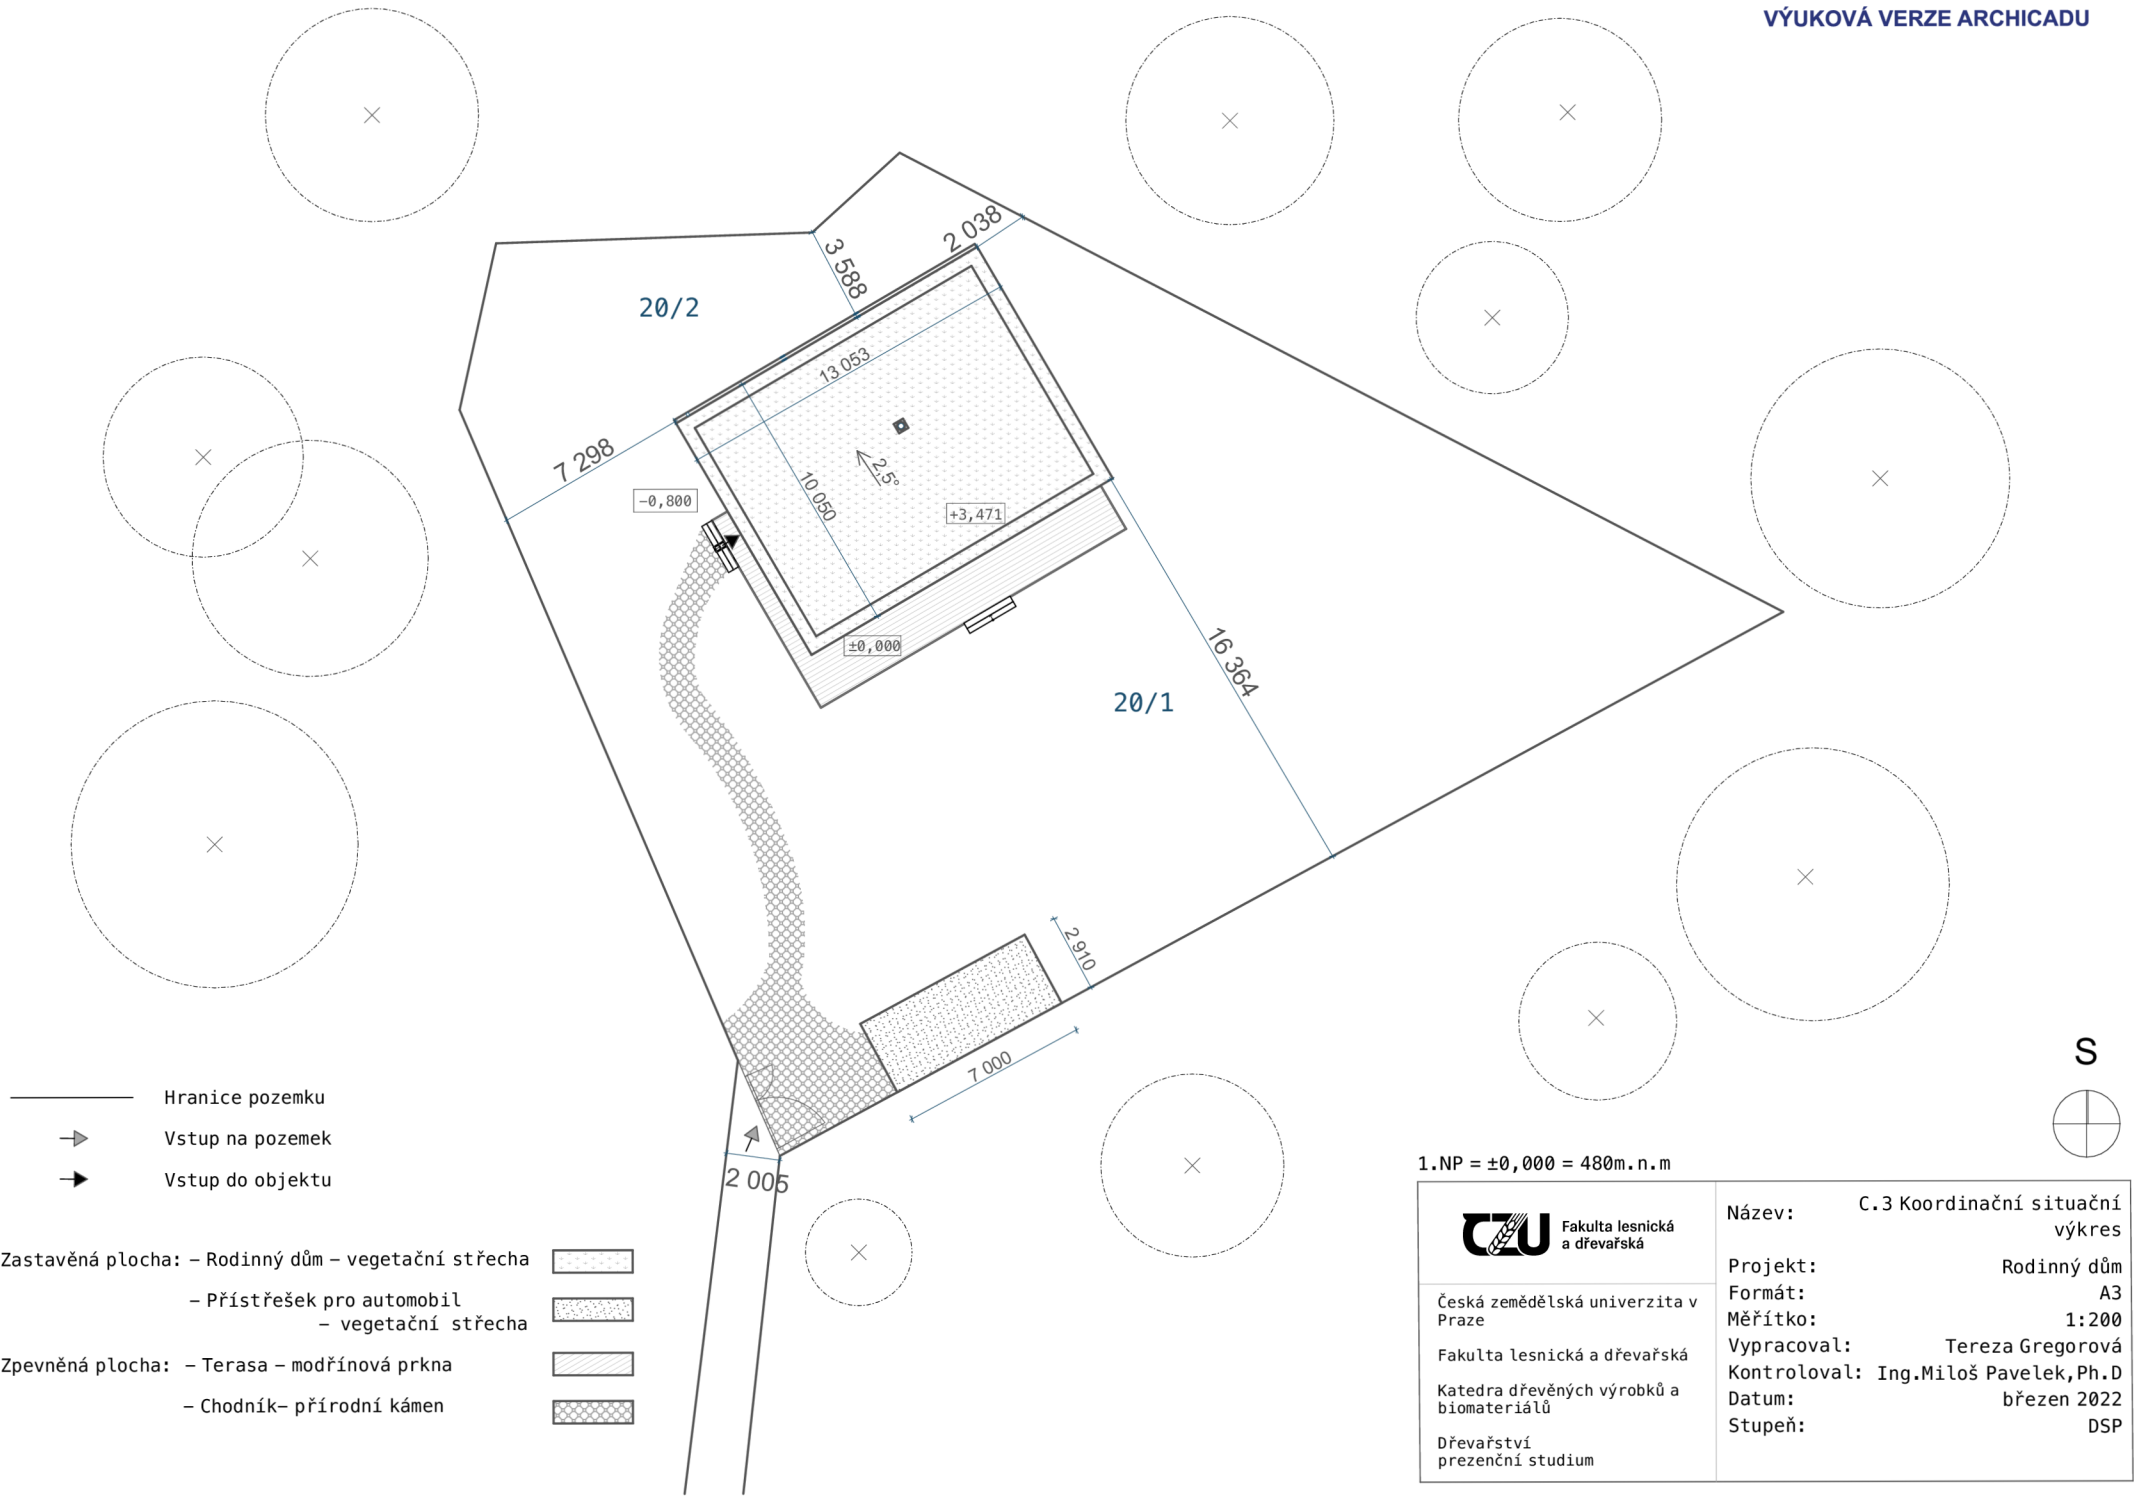 VÝUKOVÁ VERZE ARCHICADU
2 038
3 588
20/2
13 053
7 298
2,5°
10 050
−0,800
+3,471
±0,000
16 364
20/1
2 910
7 000
2 005
S
Hranice pozemku
Vstup na pozemek
Vstup do objektu
Zastavěná plocha: – Rodinný dům – vegetační střecha
– Přístřešek pro automobil
– vegetační střecha
Zpevněná plocha: – Terasa – modřínová prkna
– Chodník– přírodní kámen
1.NP = ±0,000 = 480m.n.m
CZU Fakulta lesnická
a dřevařská
Česká zemědělská univerzita v
Praze
Fakulta lesnická a dřevařská
Katedra dřevěných výrobků a
biomateriálů
Dřevařství
prezenční studium
Název: C.3 Koordinační situační
výkres
Projekt: Rodinný dům
Formát: A3
Měřítko: 1:200
Vypracoval: Tereza Gregorová
Kontroloval: Ing.Miloš Pavelek,Ph.D
Datum: březen 2022
Stupeň: DSP